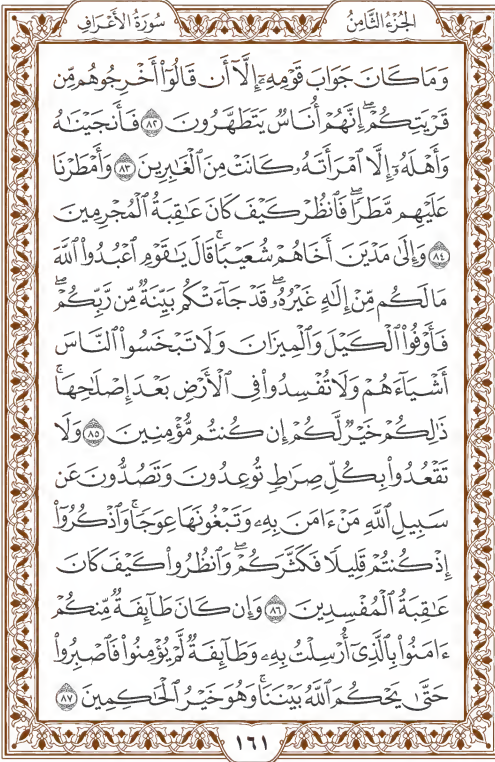 الجُزْءُ الثَّامِنُ
سُورَةُ الأَعْرَافِ
وَمَا كَانَ جَوَابَ قَوْمِهِۦٓ إِلَّآ أَن قَالُوٓا۟ أَخْرِجُوهُم مِّن
قَرْيَتِكُمْ ۖ إِنَّهُمْ أُنَاسٌ يَتَطَهَّرُونَ ٨٢ فَأَنجَيْنَـٰهُ
وَأَهْلَهُۥٓ إِلَّا ٱمْرَأَتَهُۥ كَانَتْ مِنَ ٱلْغَـٰبِرِينَ ٨٣ وَأَمْطَرْنَا
عَلَيْهِم مَّطَرًا ۖ فَٱنظُرْ كَيْفَ كَانَ عَـٰقِبَةُ ٱلْمُجْرِمِينَ
٨٤ وَإِلَىٰ مَدْيَنَ أَخَاهُمْ شُعَيْبًا ۗ قَالَ يَـٰقَوْمِ ٱعْبُدُوا۟ ٱللَّهَ
مَا لَكُم مِّنْ إِلَـٰهٍ غَيْرُهُۥ ۖ قَدْ جَآءَتْكُم بَيِّنَةٌ مِّن رَّبِّكُمْ ۖ
فَأَوْفُوا۟ ٱلْكَيْلَ وَٱلْمِيزَانَ وَلَا تَبْخَسُوا۟ ٱلنَّاسَ
أَشْيَآءَهُمْ وَلَا تُفْسِدُوا۟ فِى ٱلْأَرْضِ بَعْدَ إِصْلَـٰحِهَا ۚ
ذَٰلِكُمْ خَيْرٌ لَّكُمْ إِن كُنتُم مُّؤْمِنِينَ ٨٥ وَلَا
تَقْعُدُوا۟ بِكُلِّ صِرَٰطٍ تُوعِدُونَ وَتَصُدُّونَ عَن
سَبِيلِ ٱللَّهِ مَنْ ءَامَنَ بِهِۦ وَتَبْغُونَهَا عِوَجًا ۚ وَٱذْكُرُوٓا۟
إِذْ كُنتُمْ قَلِيلًا فَكَثَّرَكُمْ ۖ وَٱنظُرُوا۟ كَيْفَ كَانَ
عَـٰقِبَةُ ٱلْمُفْسِدِينَ ٨٦ وَإِن كَانَ طَآئِفَةٌ مِّنكُمْ
ءَامَنُوا۟ بِٱلَّذِىٓ أُرْسِلْتُ بِهِۦ وَطَآئِفَةٌ لَّمْ يُؤْمِنُوا۟ فَٱصْبِرُوا۟
حَتَّىٰ يَحْكُمَ ٱللَّهُ بَيْنَنَا ۚ وَهُوَ خَيْرُ ٱلْحَـٰكِمِينَ ٨٧
١٦١